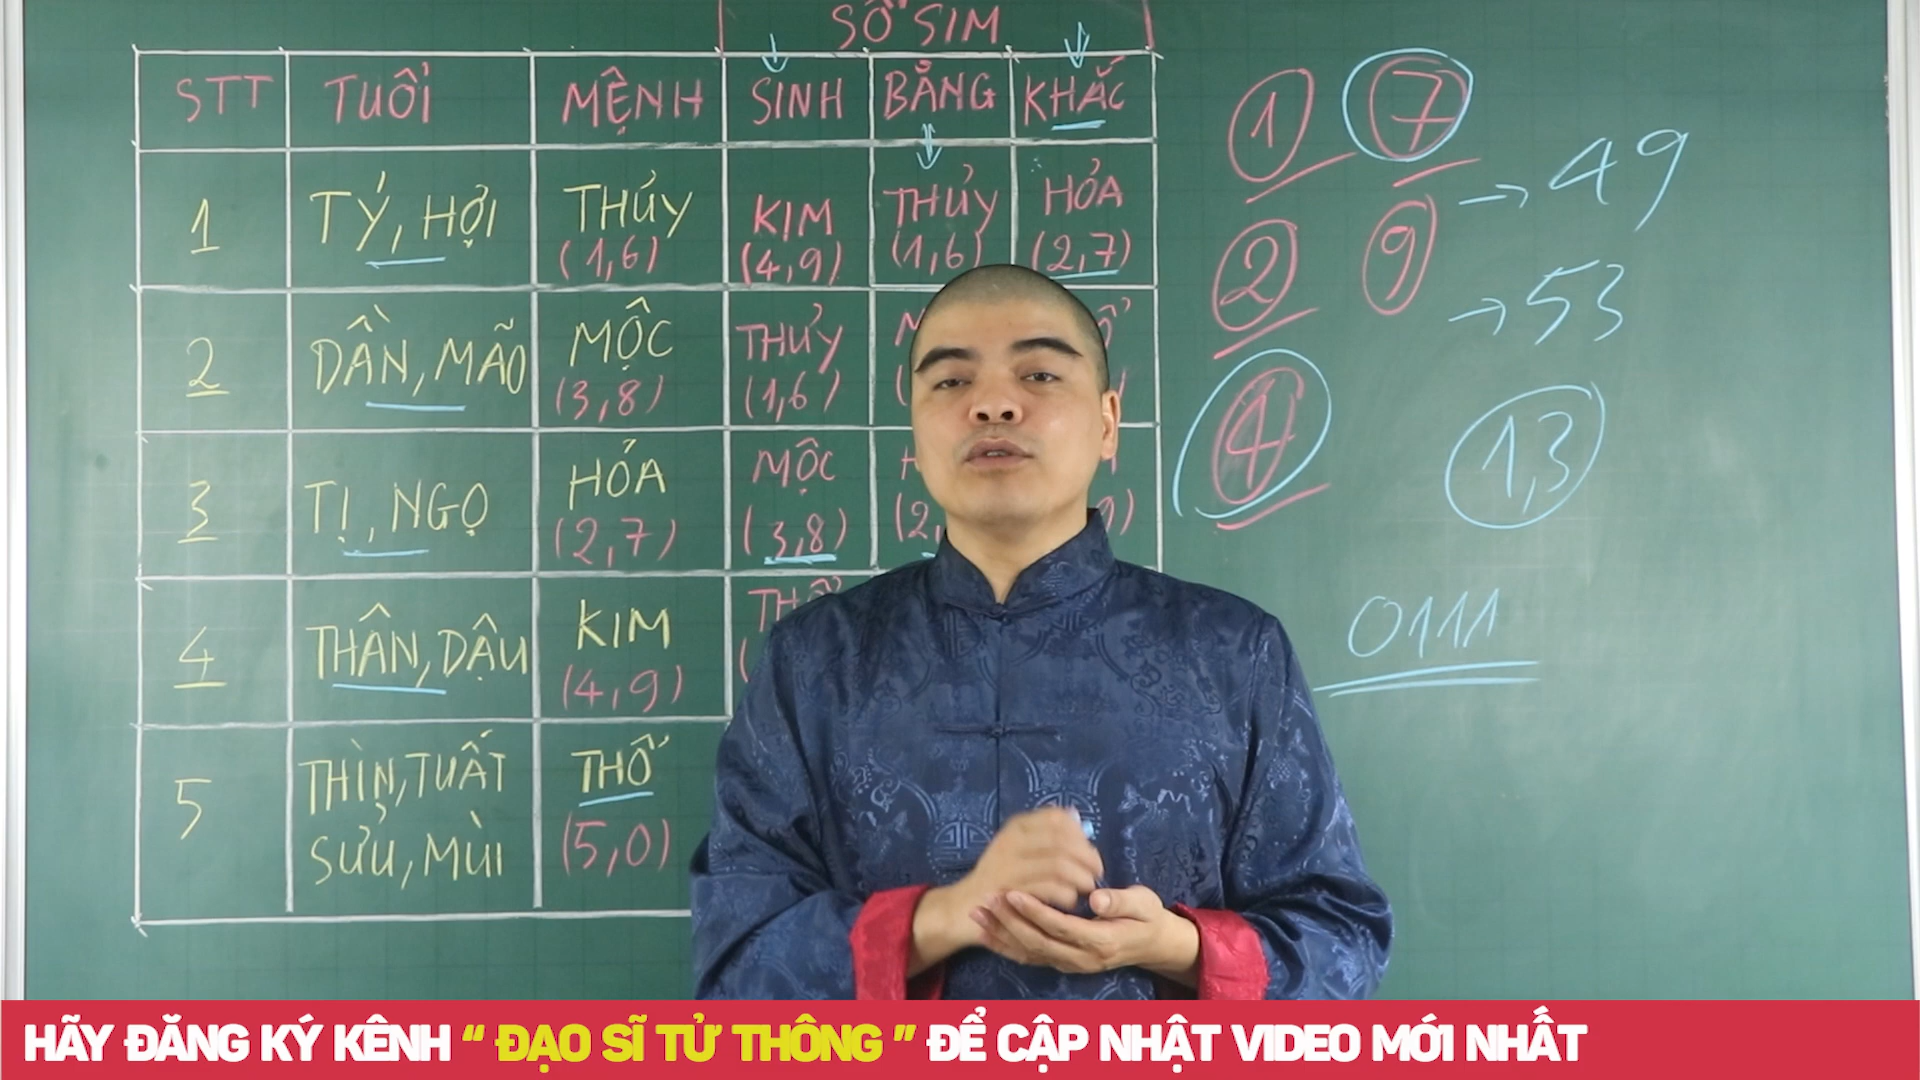 SỐ SIM
STT TUỔI MỆNH SINH BẰNG KHẮC
1 TÝ, HỢI THỦY (1,6) KIM (4,9) THỦY (1,6) HỎA (2,7)
2 DẦN, MÃO MỘC (3,8) THỦY (1,6)
3 TỊ, NGỌ HỎA (2,7) MỘC (3,8)
4 THÂN, DẬU KIM (4,9)
5 THÌN, TUẤT SỬU, MÙI THỔ (5,0)
1 7
2 9
4
→ 49
→ 53
1,3
0111
HÃY ĐĂNG KÝ KÊNH “ ĐẠO SĨ TỬ THÔNG ” ĐỂ CẬP NHẬT VIDEO MỚI NHẤT